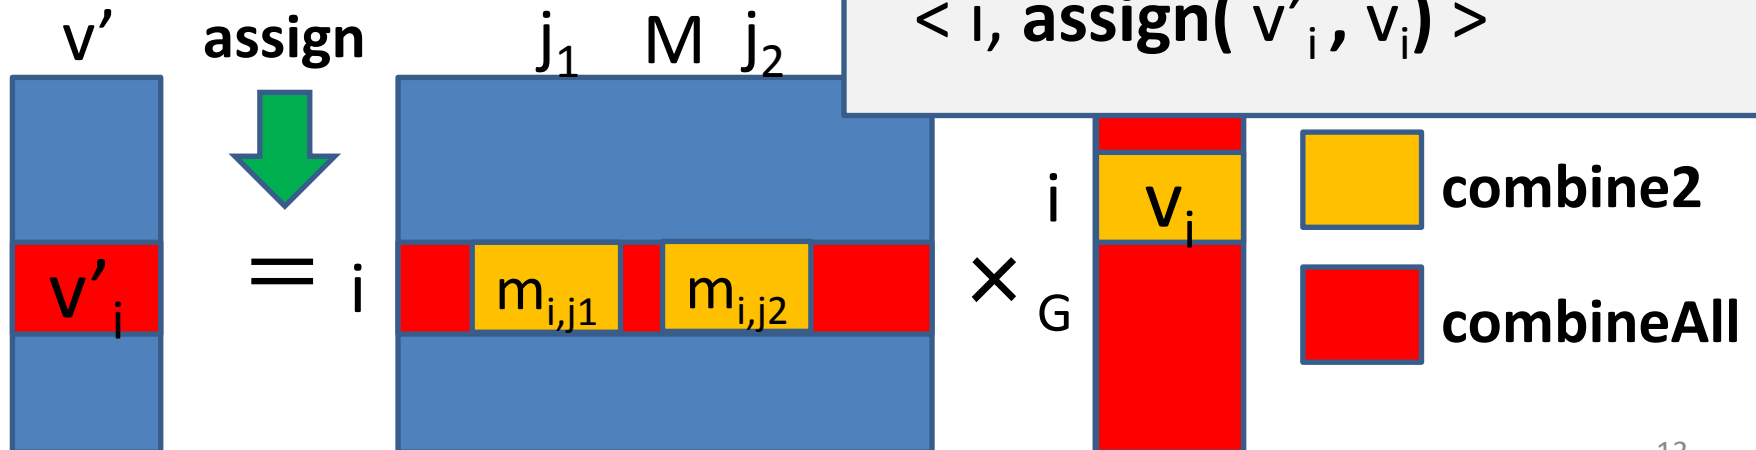 < i, assign( v'i , vi) >
v' assign j1 M j2
i vi combine2
v'i = i mi,j1 mi,j2 × G combineAll